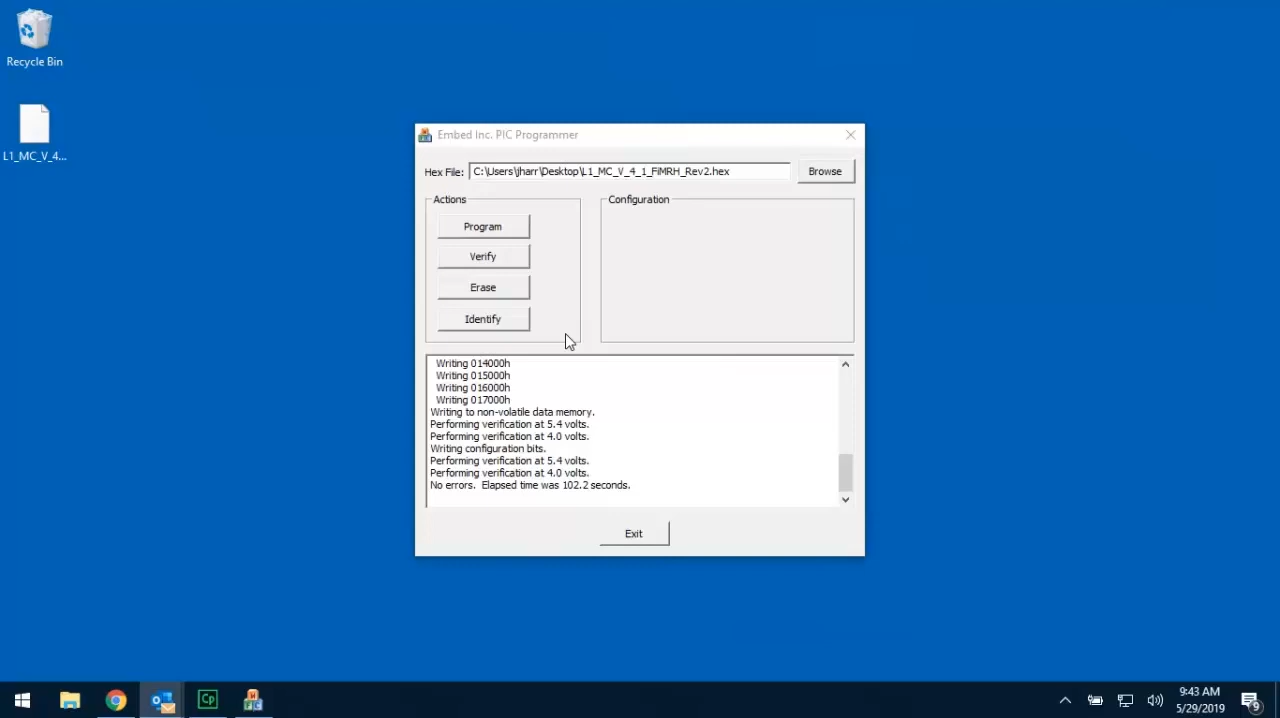 Recycle Bin
L1_MC_V_4...
Embed Inc. PIC Programmer
Hex File: C:\Users\jharr\Desktop\L1_MC_V_4_1_FiMRH_Rev2.hex Browse
Actions
Configuration
Program
Verify
Erase
Identify
Writing 014000h
Writing 015000h
Writing 016000h
Writing 017000h
Writing to non-volatile data memory.
Performing verification at 5.4 volts.
Performing verification at 4.0 volts.
Writing configuration bits.
Performing verification at 5.4 volts.
Performing verification at 4.0 volts.
No errors.  Elapsed time was 102.2 seconds.
Exit
Cp
9:43 AM
5/29/2019
9